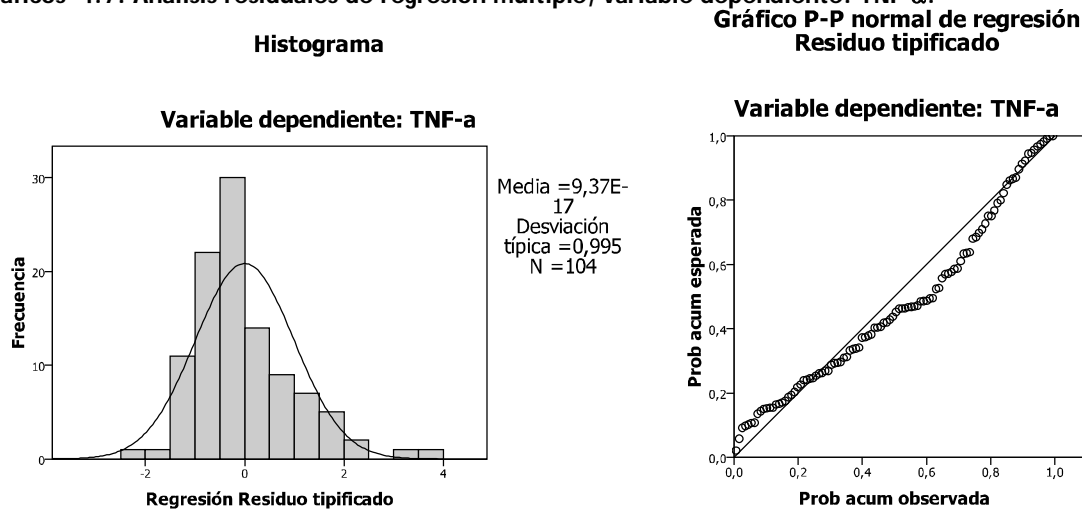 Gráfico P-P normal de regresión
Residuo tipificado
Histograma
Variable dependiente: TNF-a
30
20
10
0
-2
0
2
4
Frecuencia
Regresión Residuo tipificado
Media =9,37E-
17
Desviación
típica =0,995
N =104
Variable dependiente: TNF-a
1,0
0,8
0,6
0,4
0,2
0,0
0,0
0,2
0,4
0,6
0,8
1,0
Prob acum esperada
Prob acum observada